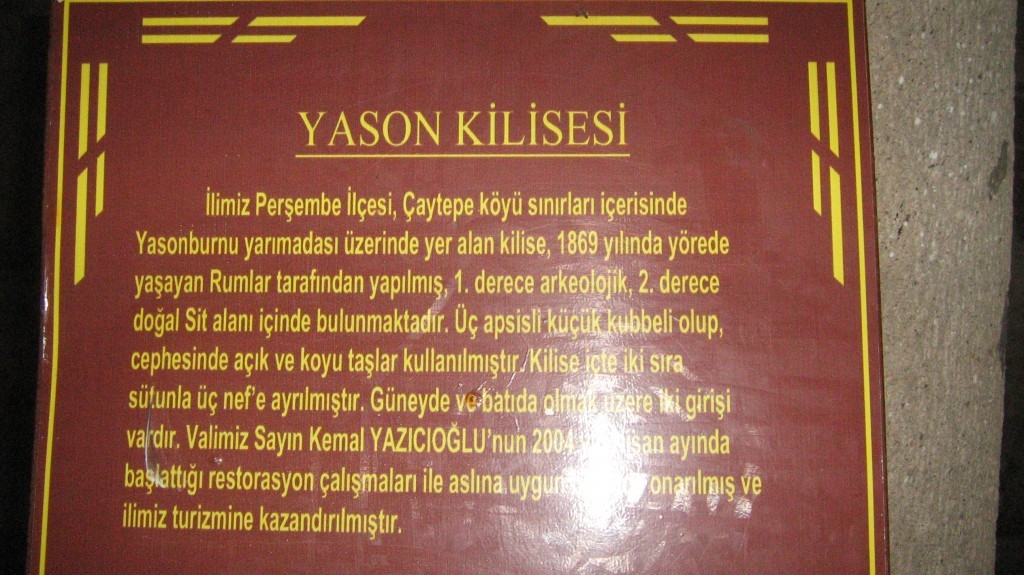 YASON KİLİSESİ
İlimiz Perşembe İlçesi, Çaytepe köyü sınırları içerisinde
Yasonburnu yarımadası üzerinde yer alan kilise, 1869 yılında yörede
yaşayan Rumlar tarafından yapılmış, 1. derece arkeolojik, 2. derece
doğal Sit alanı içinde bulunmaktadır. Üç apsisli küçük kubbeli olup,
cephesinde açık ve koyu taşlar kullanılmıştır. Kilise içte iki sıra
sütunla üç nef'e ayrılmıştır. Güneyde ve batıda olmak üzere iki girişi
vardır. Valimiz Sayın Kemal YAZICIOĞLU'nun 2004 ayında
başlattığı restorasyon çalışmaları ile aslına uygun onarılmış ve
ilimiz turizmine kazandırılmıştır.